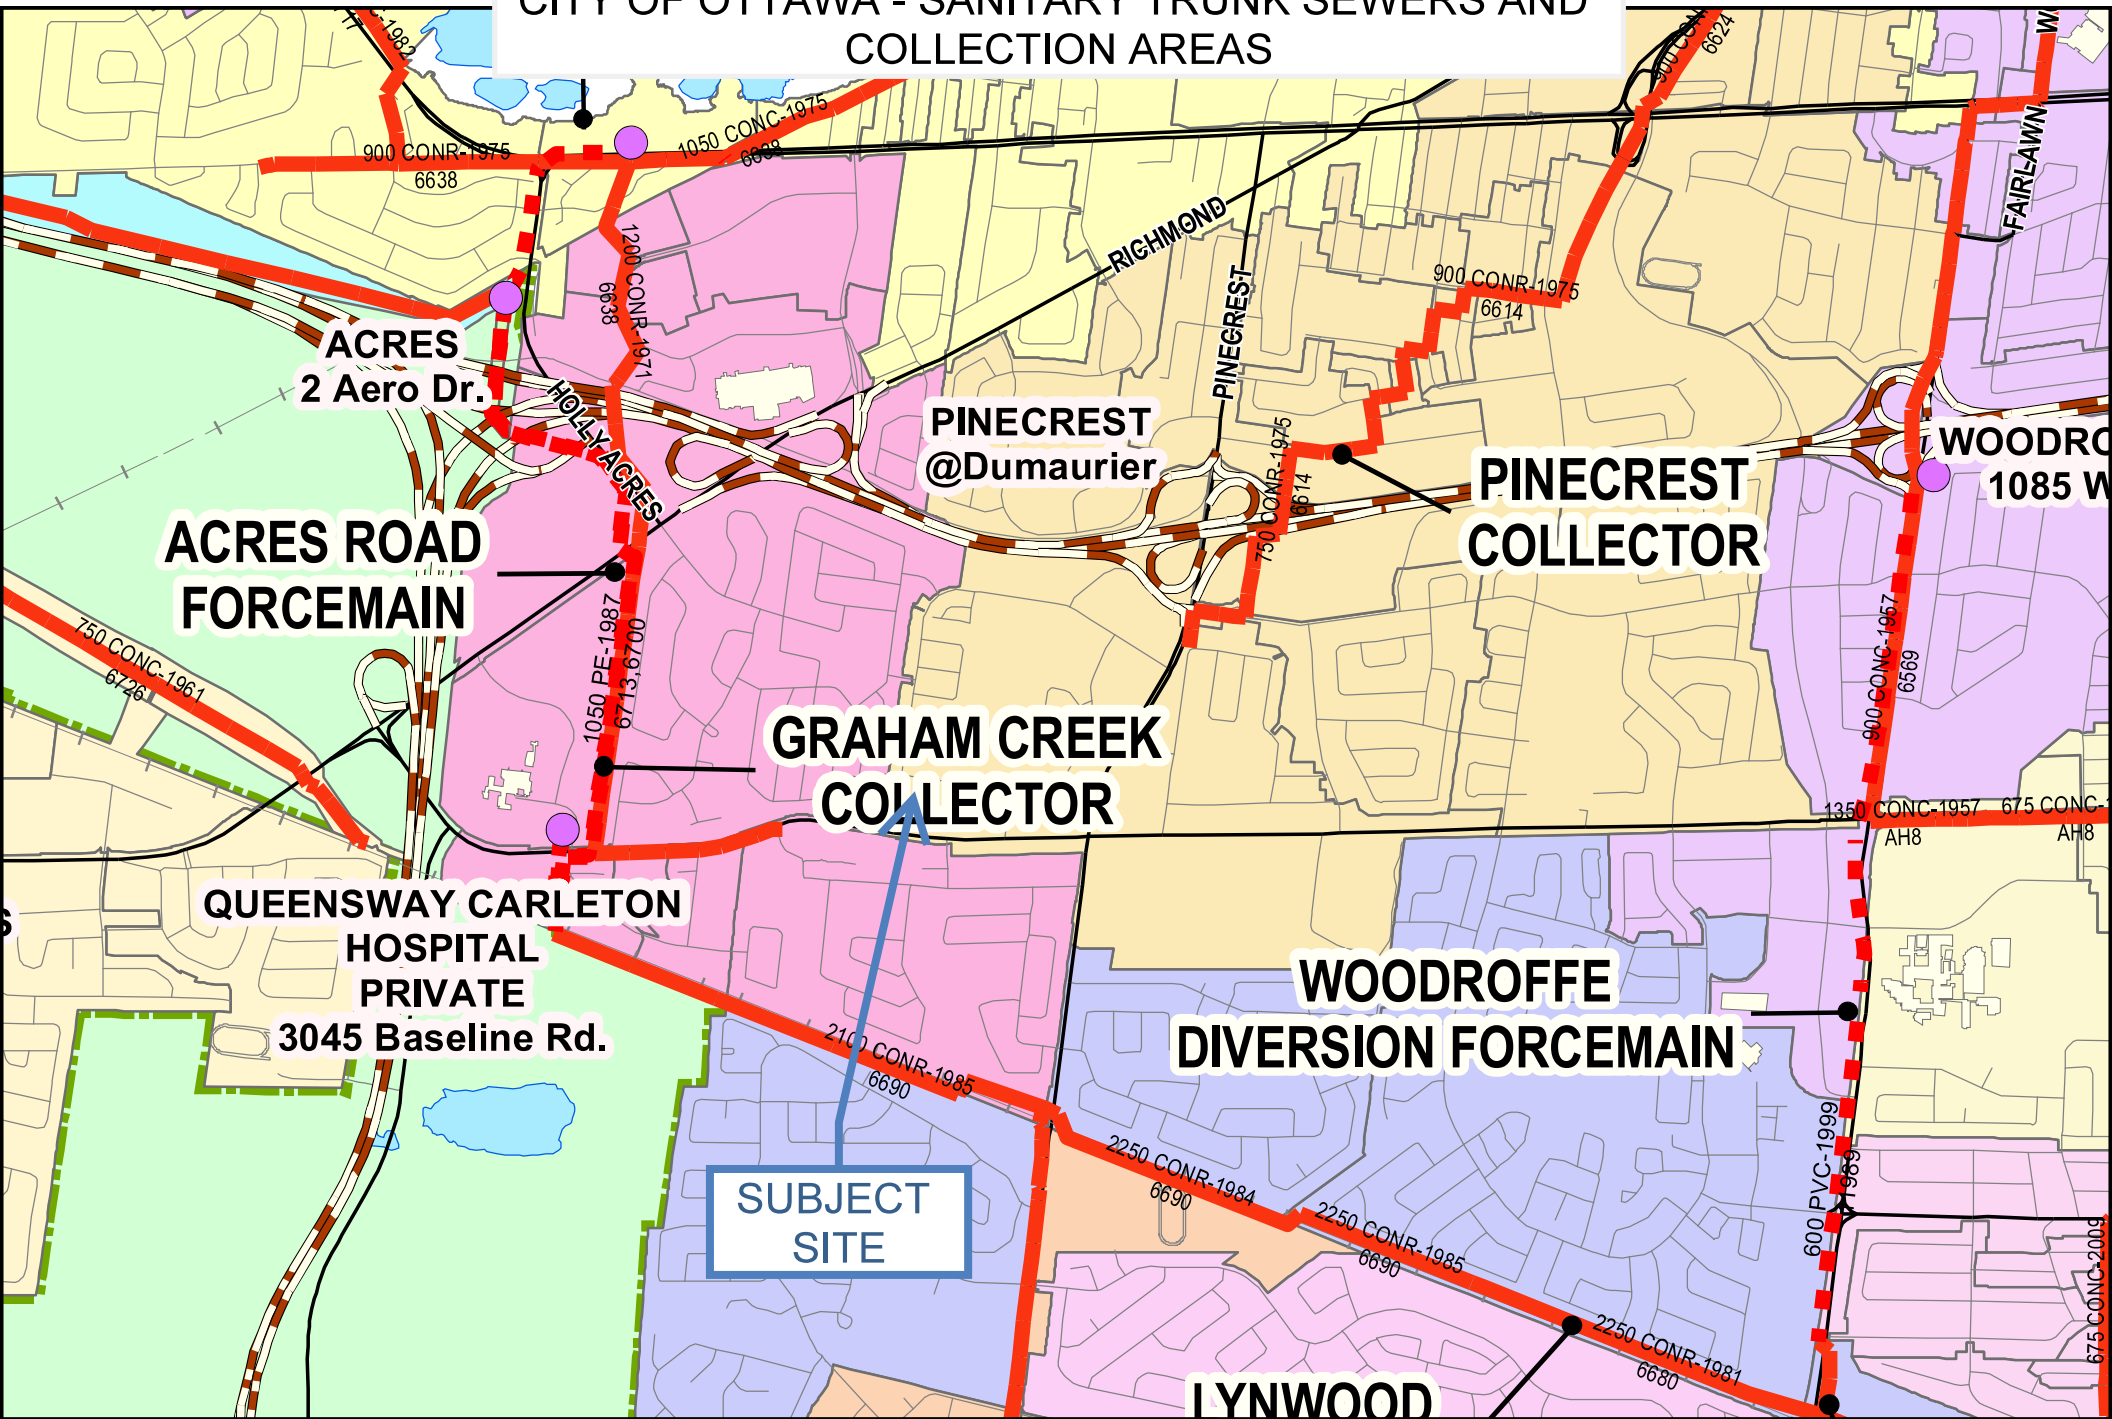 CITY OF OTTAWA - SANITARY TRUNK SEWERS AND
COLLECTION AREAS
900 CONR-1975
6638
1050 CONC-1975
6638
6624
1200 CONR-1971
6638
RICHMOND
PINECREST
FAIRLAWN
900 CONR-1975
6614
ACRES
2 Aero Dr.
HOLLY ACRES
PINECREST
@Dumaurier
750 CONR-1975
6614
PINECREST
COLLECTOR
WOODRO
1085 W
ACRES ROAD
FORCEMAIN
750 CONC-1961
6726
1050 PE-1987
6713,6700
900 CONC-1957
6569
GRAHAM CREEK
COLLECTOR
1350 CONC-1957
AH8
675 CONC-
AH8
QUEENSWAY CARLETON
HOSPITAL
PRIVATE
3045 Baseline Rd.
WOODROFFE
DIVERSION FORCEMAIN
2100 CONR-1985
6690
2250 CONR-1984
6690
600 PVC-1999
1989
SUBJECT
SITE
2250 CONR-1985
6690
2250 CONR-1981
6680
675 CONC-2009
LYNWOOD